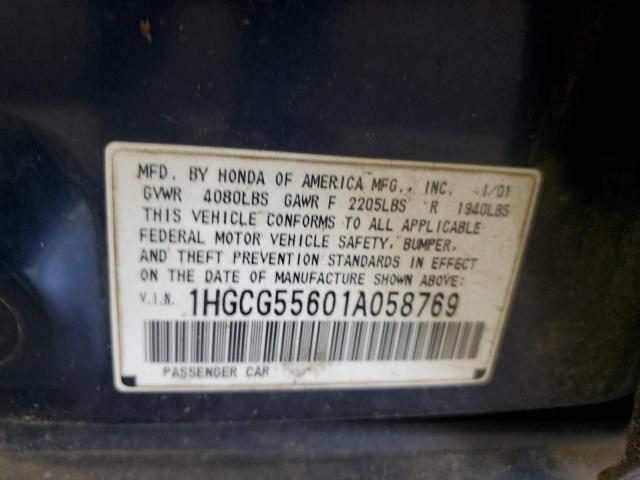 MFD. BY HONDA OF AMERICA MFG., INC. 1/01
GVWR 4080LBS GAWR F 2205LBS R 1940LBS
THIS VEHICLE CONFORMS TO ALL APPLICABLE
FEDERAL MOTOR VEHICLE SAFETY, BUMPER,
AND THEFT PREVENTION STANDARDS IN EFFECT
ON THE DATE OF MANUFACTURE SHOWN ABOVE:
V.I.N. 1HGCG55601A058769
PASSENGER CAR